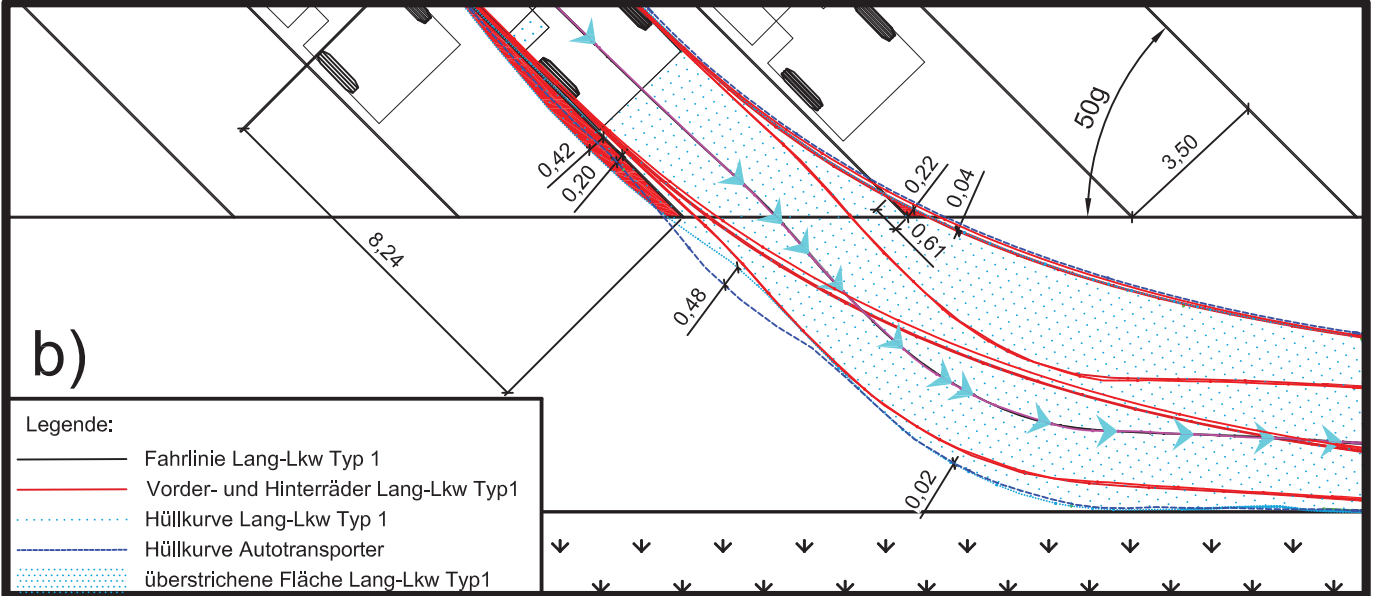 50g
3,50
0,42
0,20
0,22
0,04
0,61
8,24
0,48
b)
0,02
Legende:
Fahrlinie Lang-Lkw Typ 1
Vorder- und Hinterräder Lang-Lkw Typ1
Hüllkurve Lang-Lkw Typ 1
Hüllkurve Autotransporter
überstrichene Fläche Lang-Lkw Typ1